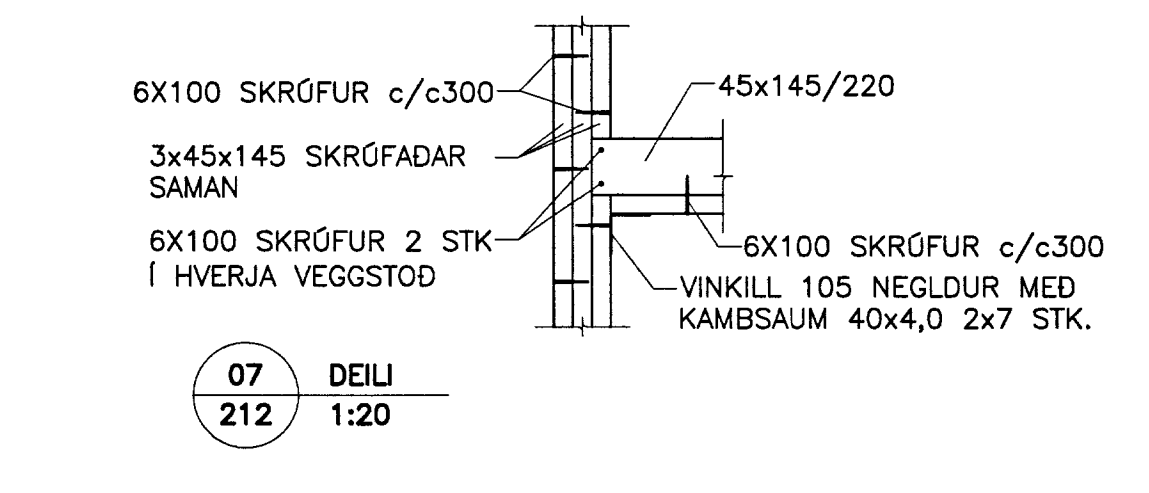 6X100 SKRÚFUR c/c300
45x145/220
3x45x145 SKRÚFAÐAR
SAMAN
6X100 SKRÚFUR 2 STK
Í HVERJA VEGGSTOÐ
6X100 SKRÚFUR c/c300
VINKILL 105 NEGLDUR MEÐ
KAMBSAUM 40x4,0 2x7 STK.
07 DEILI
212 1:20